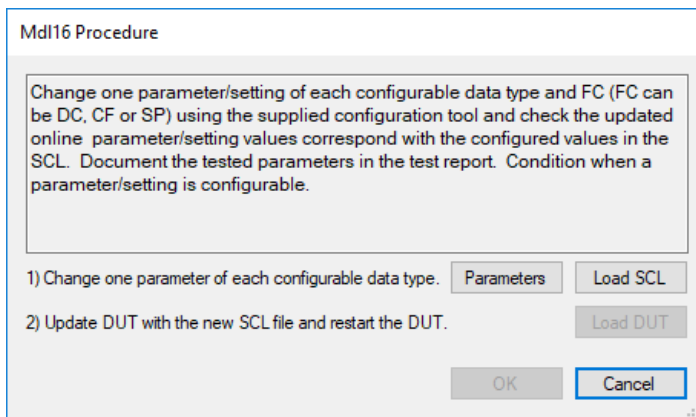 Mdl16 Procedure
Change one parameter/setting of each configurable data type and FC (FC can
be DC, CF or SP) using the supplied configuration tool and check the updated
online  parameter/setting values correspond with the configured values in the
SCL.  Document the tested parameters in the test report.  Condition when a
parameter/setting is configurable.
1) Change one parameter of each configurable data type. Parameters Load SCL
2) Update DUT with the new SCL file and restart the DUT. Load DUT
OK Cancel